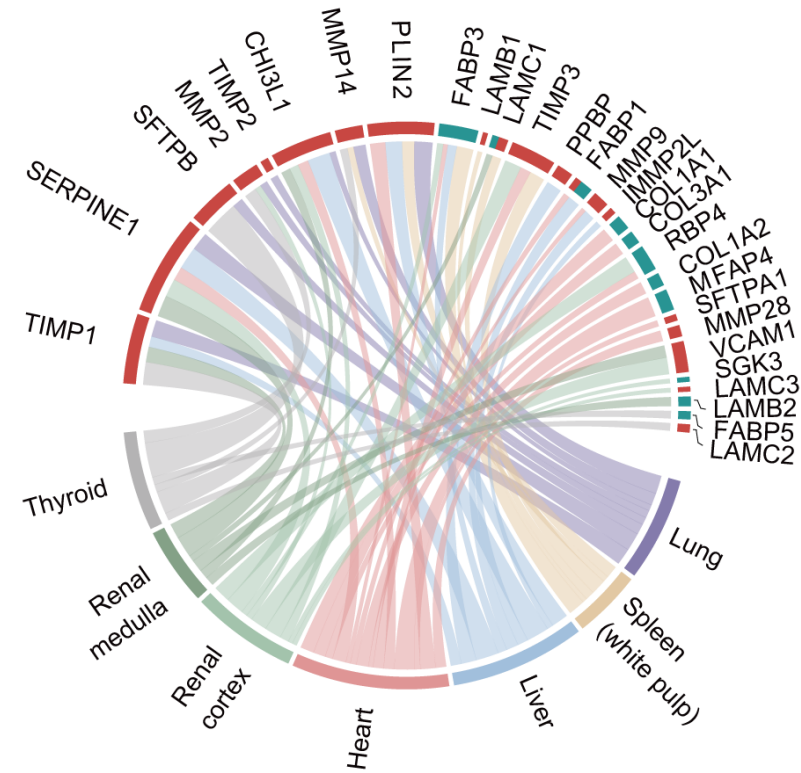 TIMP1
SERPINE1
SFTPB
MMP2
TIMP2
CHI3L1
MMP14
PLIN2
FABP3
LAMB1
LAMC1
TIMP3
PPBP
FABP1
MMP9
IMMP2L
COL1A1
COL3A1
RBP4
COL1A2
MFAP4
SFTPA1
MMP28
VCAM1
SGK3
LAMC3
LAMB2
FABP5
LAMC2
Lung
Spleen
(white pulp)
Liver
Heart
Renal
cortex
Renal
medulla
Thyroid